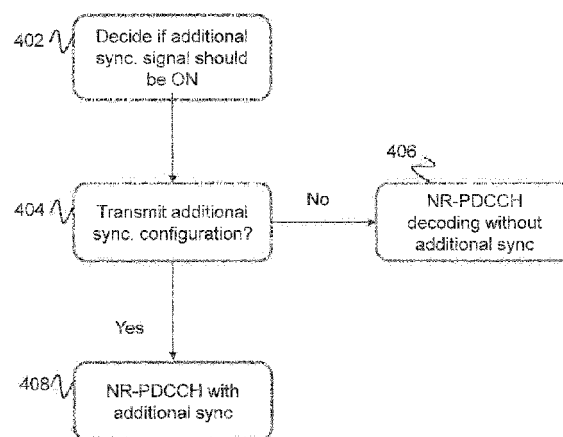 402
Decide if additional
sync. signal should
be ON
404
Transmit additional
sync. configuration?
No
406
NR-PDCCH
decoding without
additional sync
Yes
408
NR-PDCCH with
additional sync